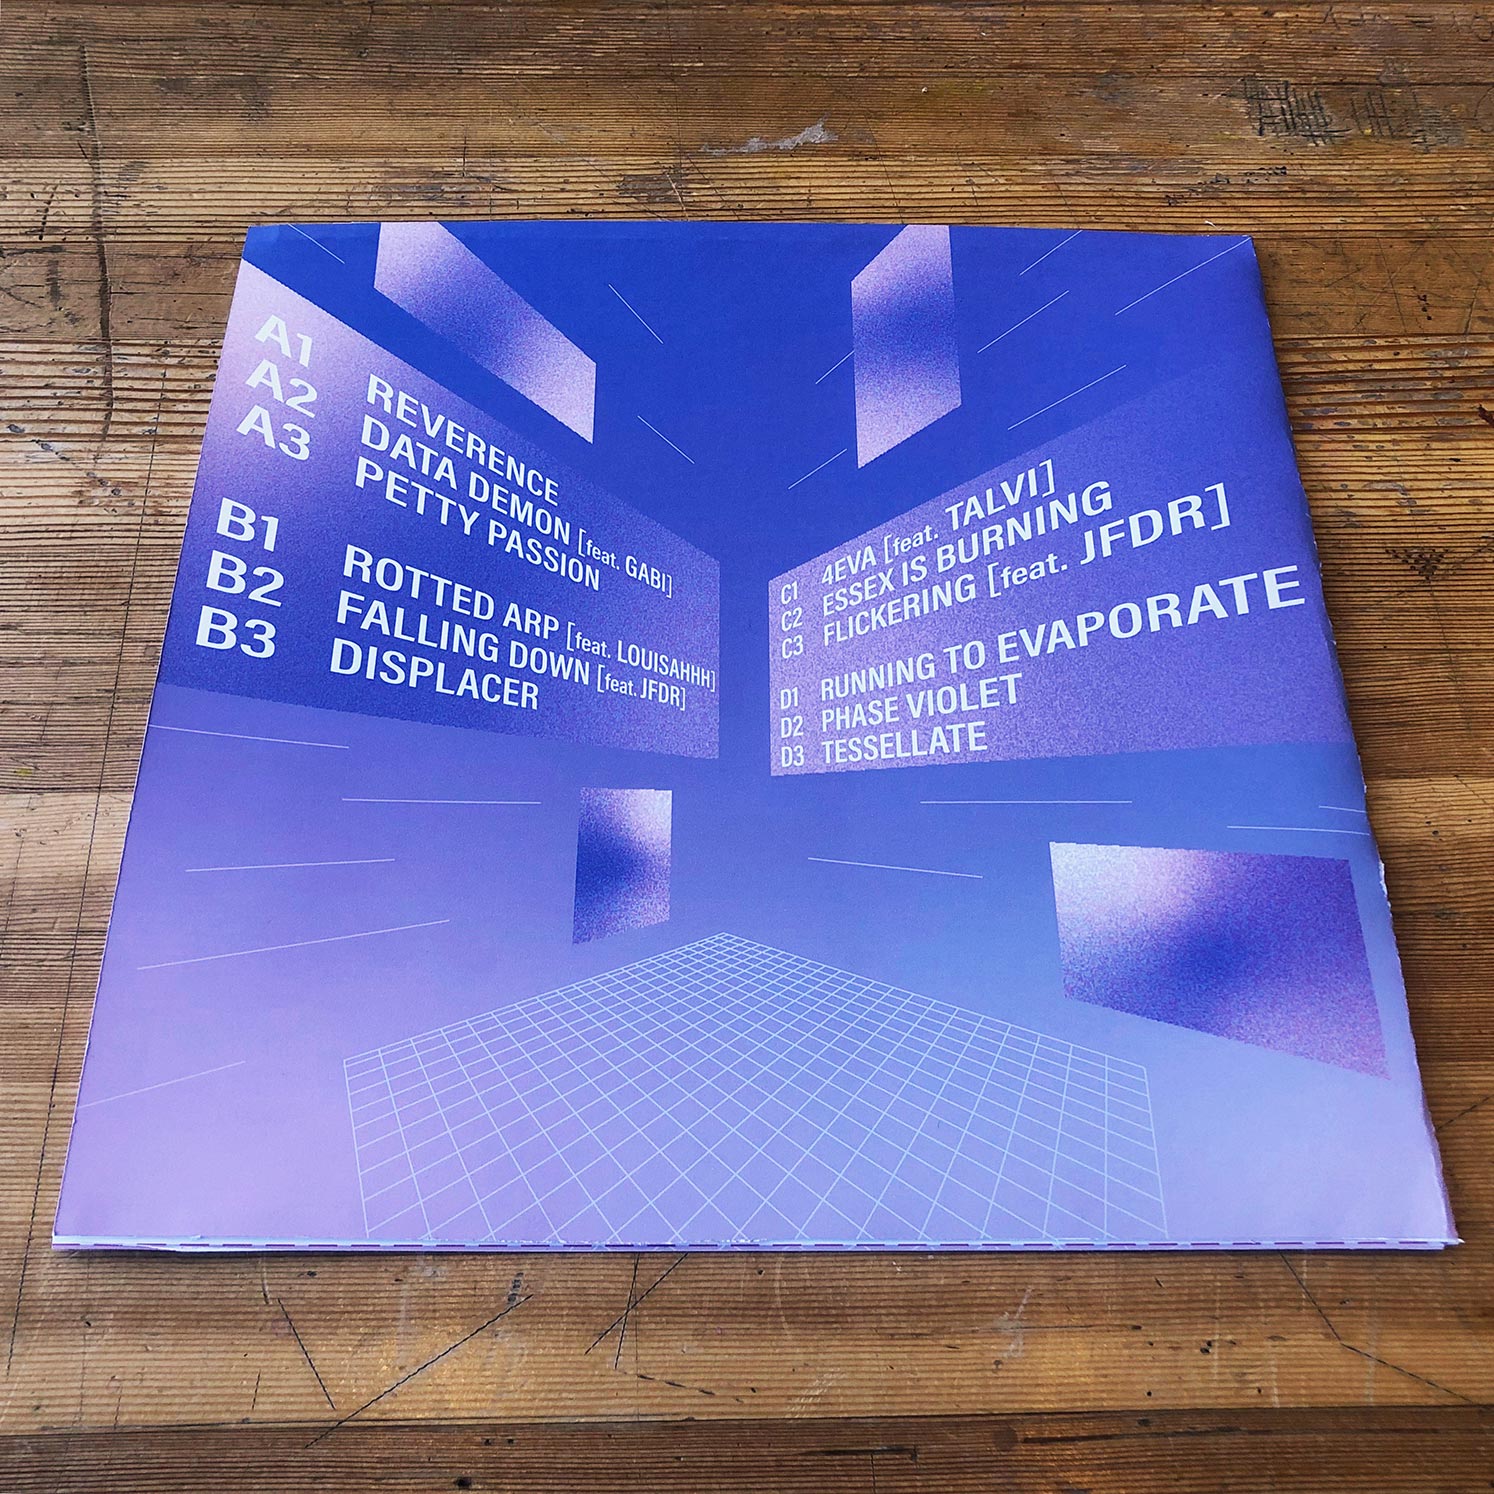 A1 REVERENCE
A2 DATA DEMON [feat. GABI]
A3 PETTY PASSION
B1 ROTTED ARP [feat. LOUISAHHH]
B2 FALLING DOWN [feat. JFDR]
B3 DISPLACER
C1 4EVA [feat. TALVI]
C2 ESSEX IS BURNING
C3 FLICKERING [feat. JFDR]
D1 RUNNING TO EVAPORATE
D2 PHASE VIOLET
D3 TESSELLATE